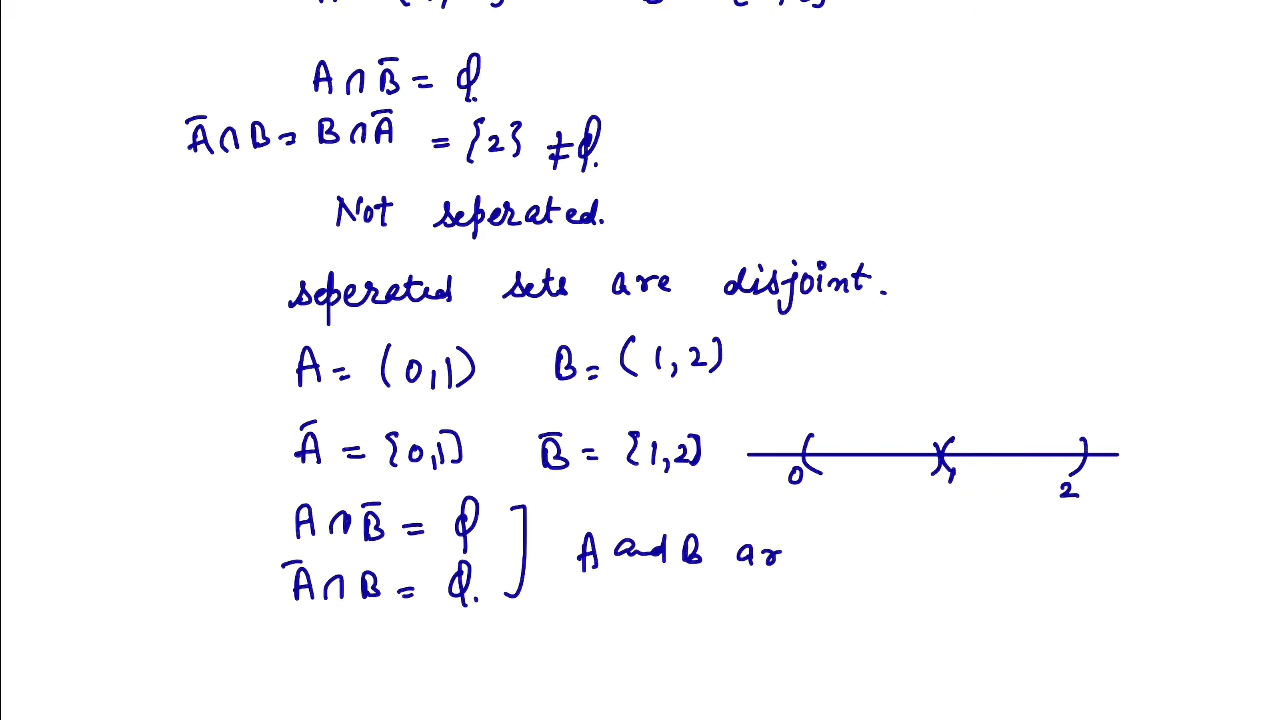 A ∩ B̅ = φ.
A̅ ∩ B = B ∩ A̅ = {2} ≠ φ.
Not seperated.
seperated sets are disjoint.
A = (0,1) B = (1,2)
A̅ = [0,1] B̅ = [1,2]
0 1 2
A ∩ B̅ = φ
A̅ ∩ B = φ. ] A and B ar